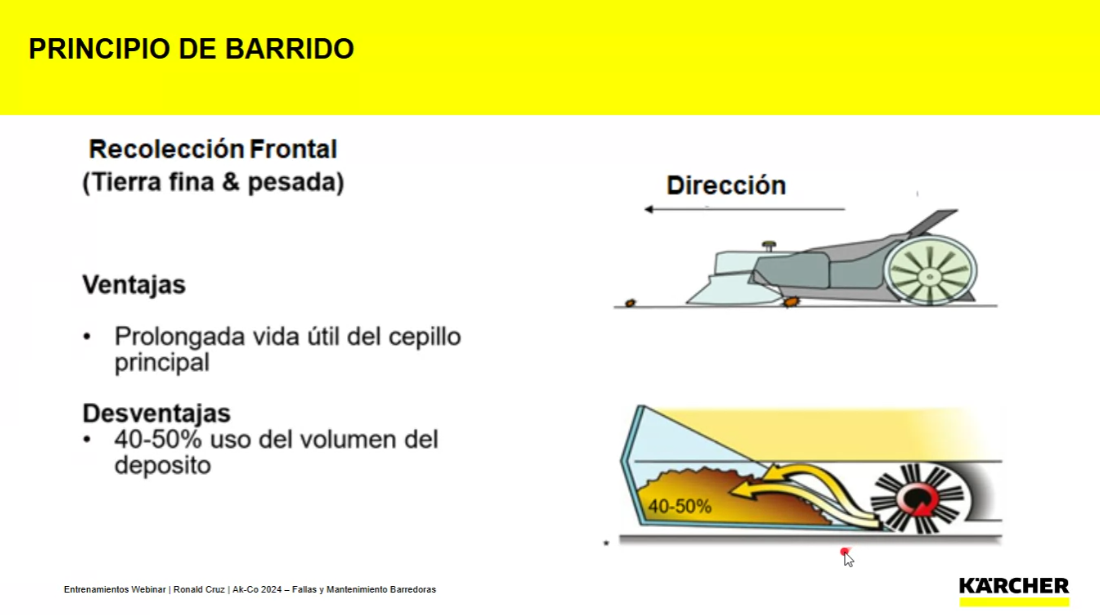 PRINCIPIO DE BARRIDO
Recolección Frontal
(Tierra fina & pesada)
Dirección
Ventajas
• Prolongada vida útil del cepillo
principal
Desventajas
• 40-50% uso del volumen del
deposito
40-50%
*
Entrenamientos Webinar | Ronald Cruz | Ak-Co 2024 – Fallas y Mantenimiento Barredoras
KÄRCHER